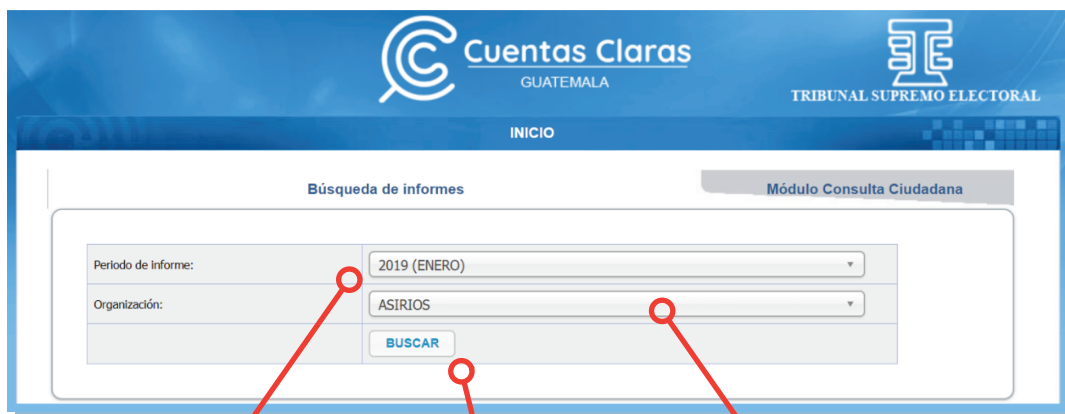 Cuentas Claras
GUATEMALA
TRIBUNAL SUPREMO ELECTORAL
INICIO
Búsqueda de informes
Módulo Consulta Ciudadana
Periodo de informe:
2019 (ENERO)
Organización:
ASIRIOS
BUSCAR